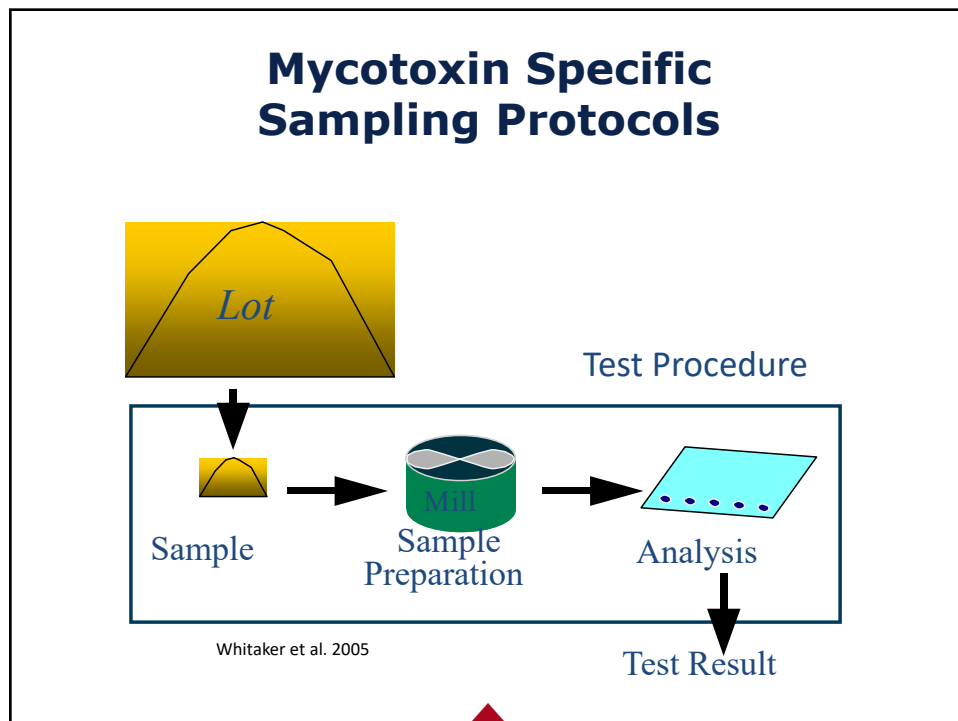 Mycotoxin Specific
Sampling Protocols
Lot
Test Procedure
Sample
Mill
Sample
Preparation
Analysis
Whitaker et al. 2005
Test Result